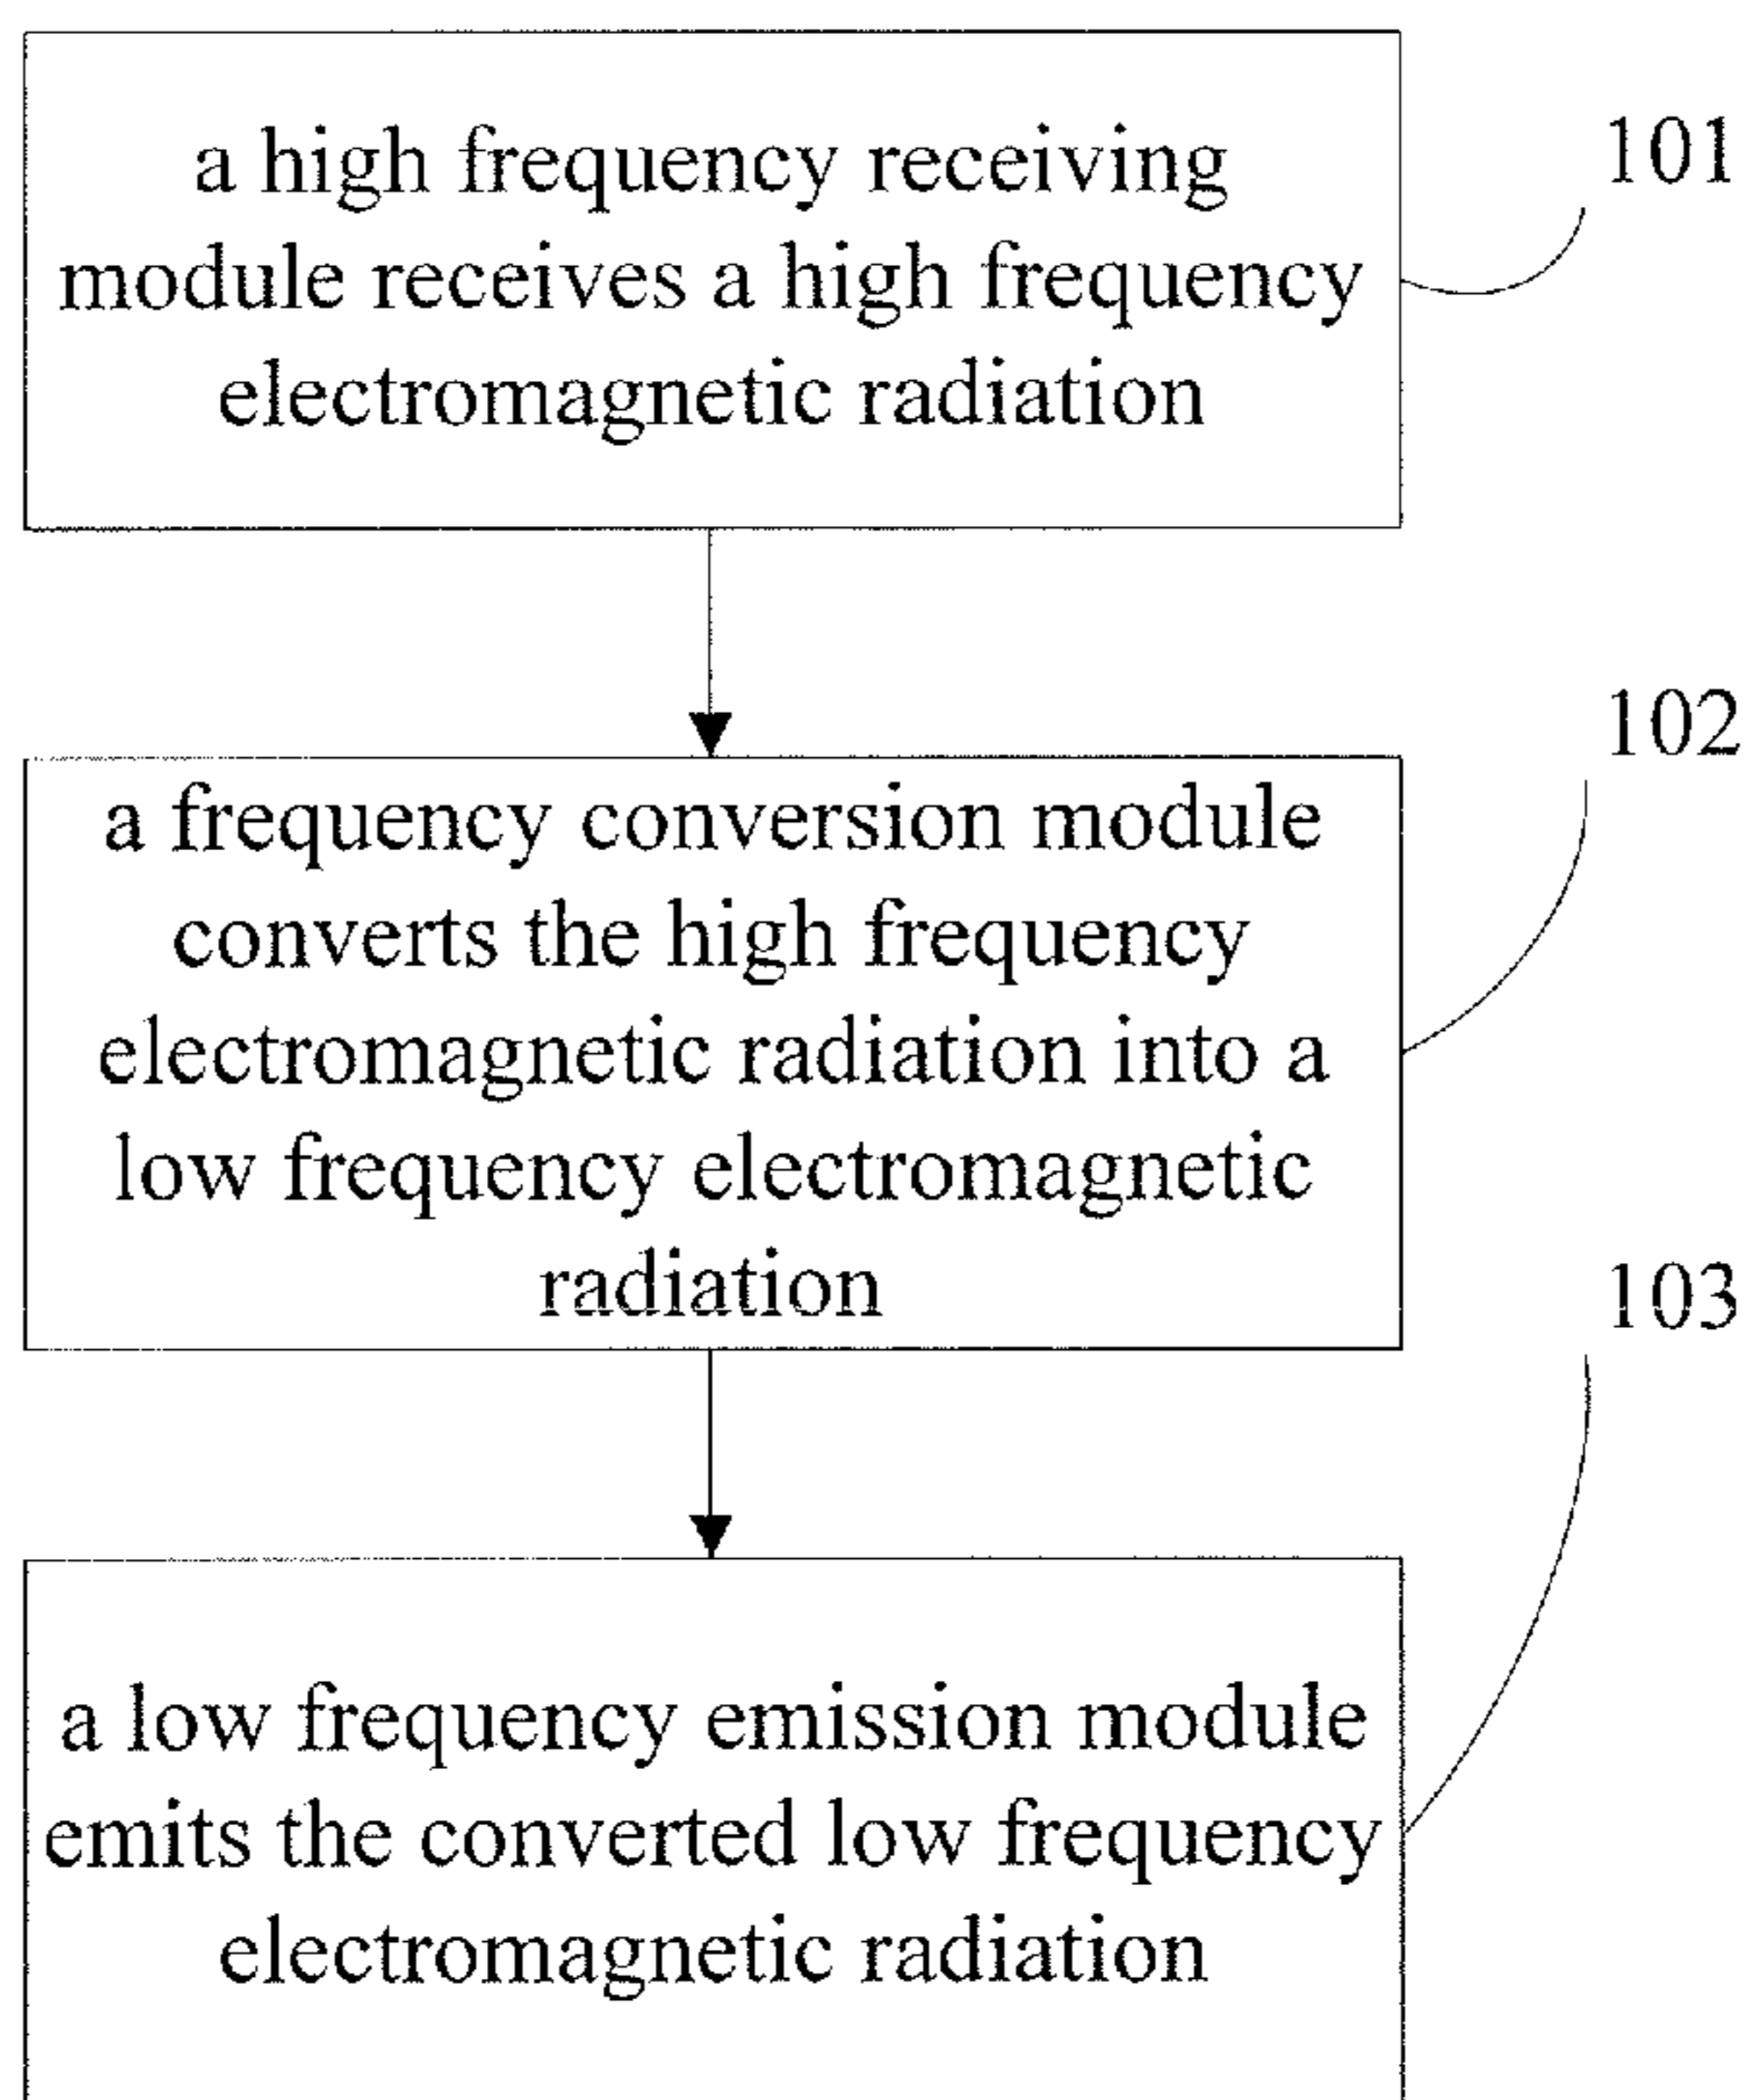 a high frequency receiving
module receives a high frequency
electromagnetic radiation
101
a frequency conversion module
converts the high frequency
electromagnetic radiation into a
low frequency electromagnetic
radiation
102
a low frequency emission module
emits the converted low frequency
electromagnetic radiation
103